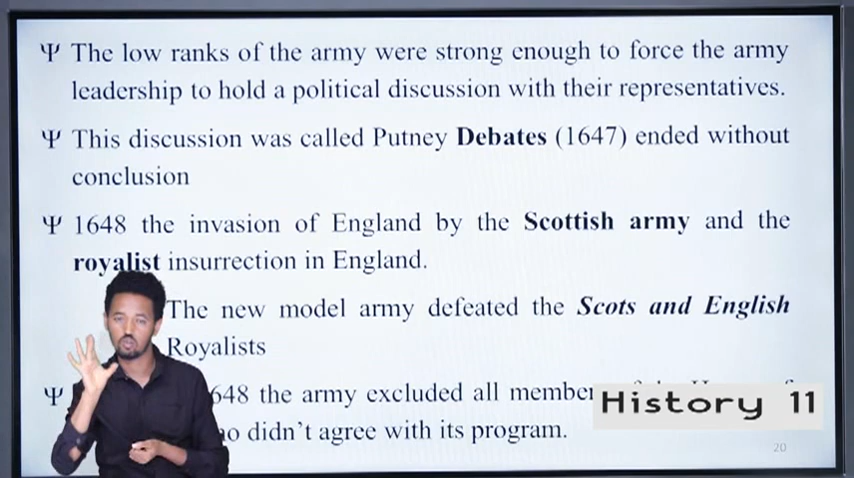 Ψ The low ranks of the army were strong enough to force the army
leadership to hold a political discussion with their representatives.
Ψ This discussion was called Putney Debates (1647) ended without
conclusion
Ψ 1648 the invasion of England by the Scottish army and the
royalist insurrection in England.
The new model army defeated the Scots and English
Royalists
Ψ 648 the army excluded all
didn't agree with its program.
History 11
20